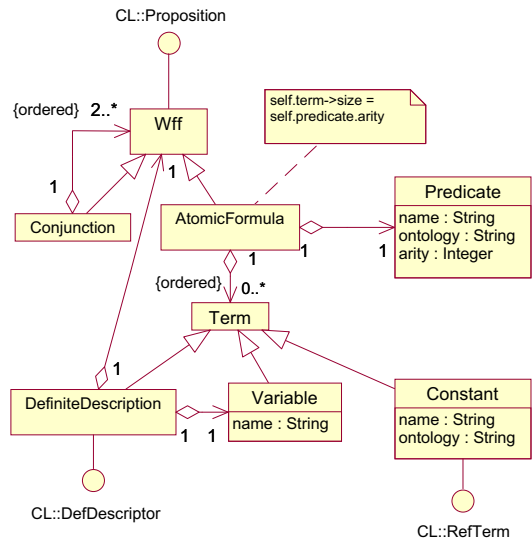 CL::Proposition
{ordered}
2..*
Wff
self.term->size =
self.predicate.arity
1
1
Conjunction
AtomicFormula
Predicate
name : String
ontology : String
arity : Integer
1
1
1
{ordered}
0..*
Term
1
DefiniteDescription
1
1
Variable
name : String
Constant
name : String
ontology : String
CL::DefDescriptor
CL::RefTerm